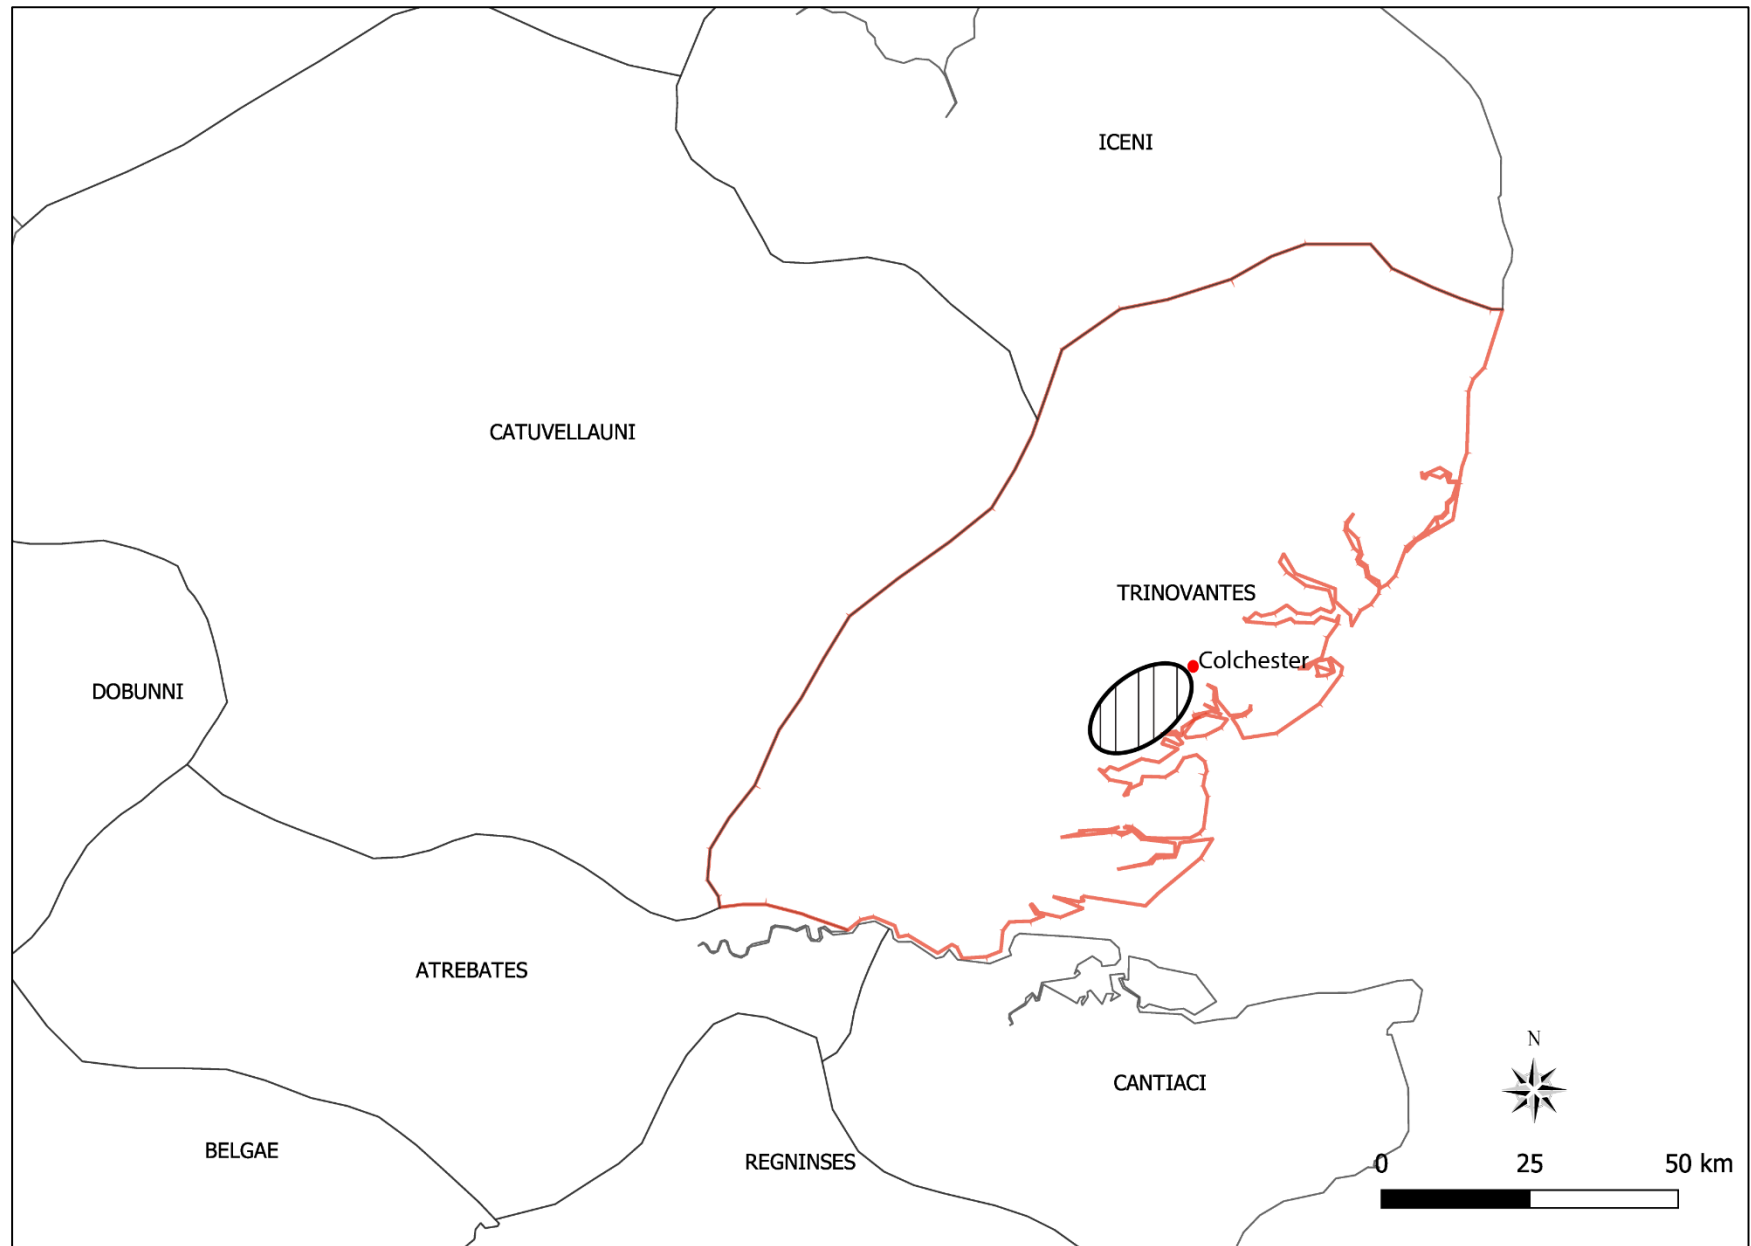 ICENI
CATUVELLAUNI
TRINOVANTES
Colchester
DOBUNNI
ATREBATES
N
CANTIACI
BELGAE
REGNINSES
0 25 50 km